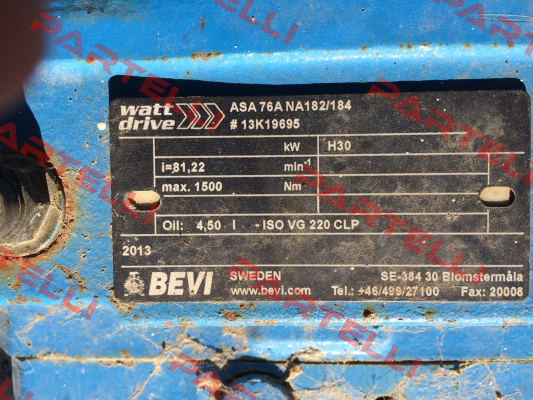 watt drive ASA 76A NA182/184
# 13K19695
kW H30
i=81,22 min-1
max. 1500 Nm
Oil: 4,50 l - ISO VG 220 CLP
2013
BEVI SWEDEN SE-384 30 Blomstermåla
www.bevi.com Tel.: +46/499/27100 Fax: 20008
PARTELLI
PARTELLI
PARTELLI
PARTELLI
PARTELLI
PARTELLI